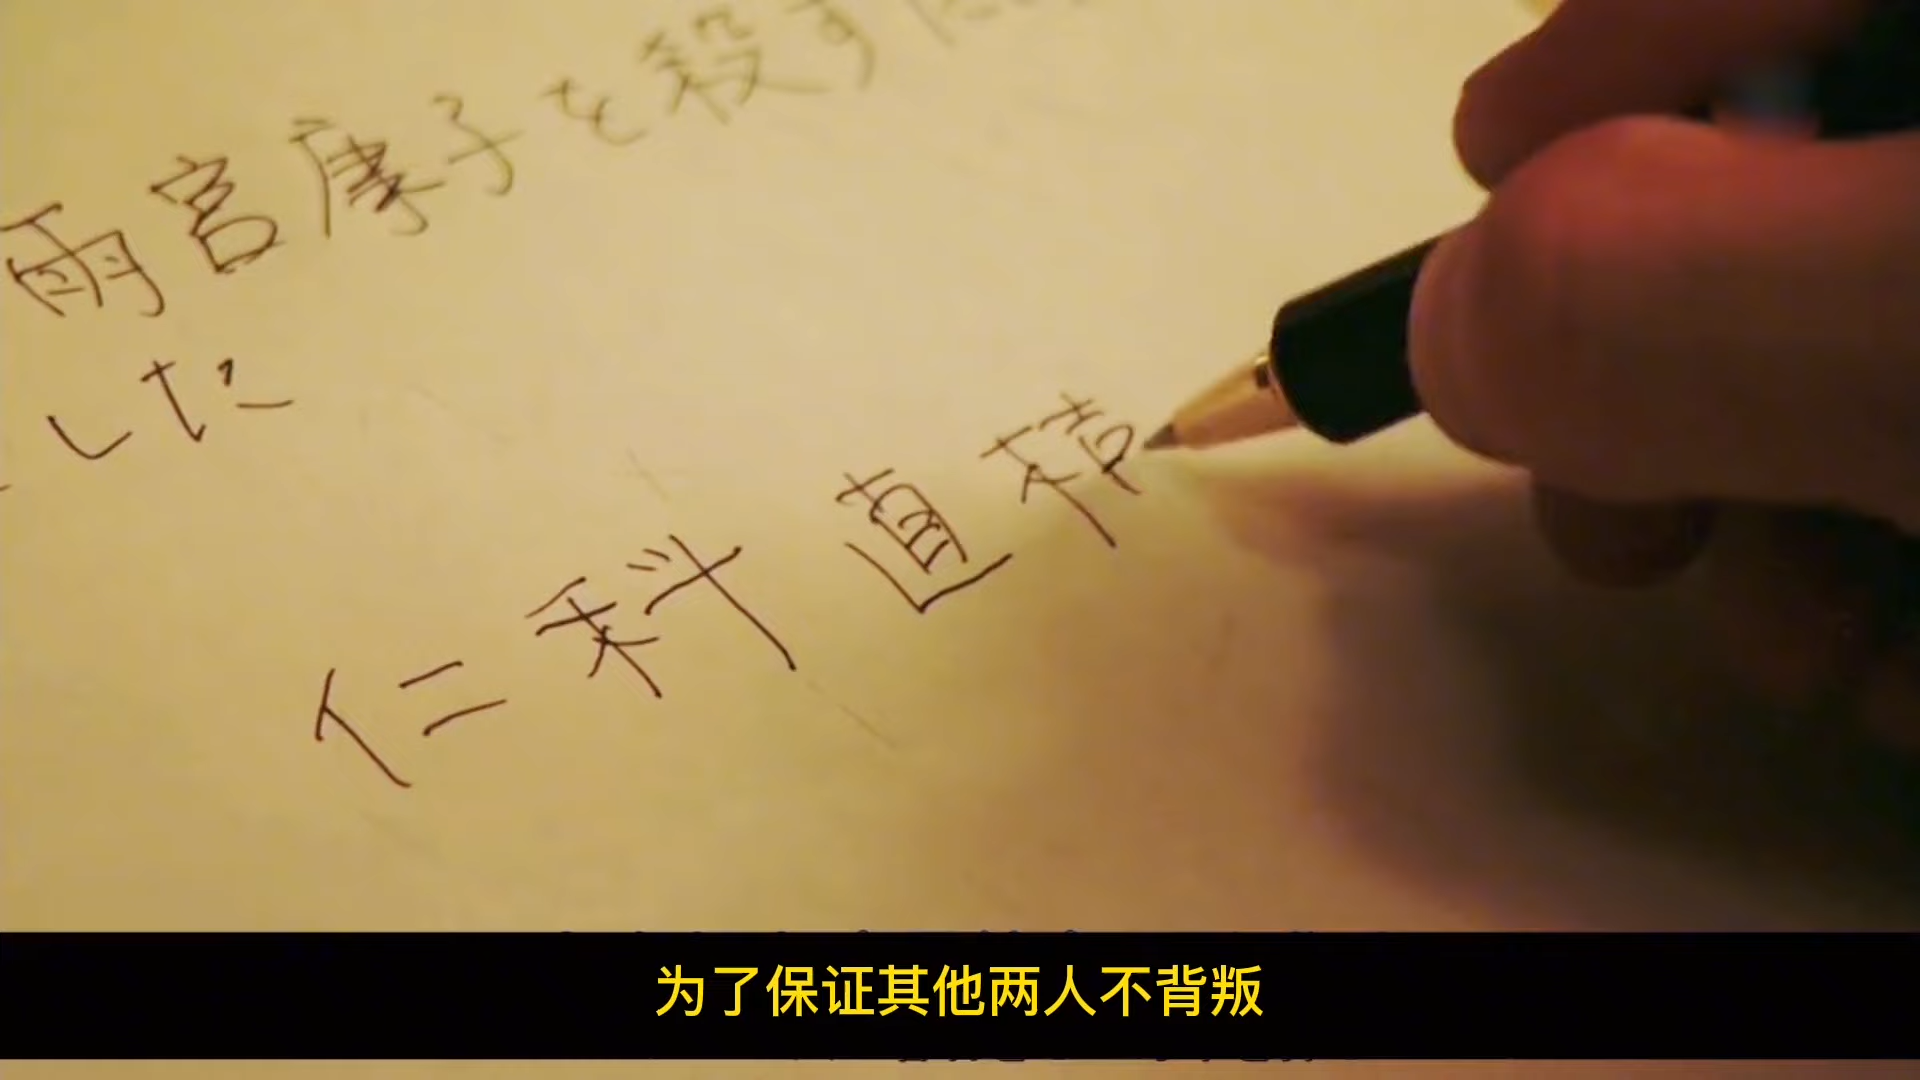 雨宮康子を殺す
した
仁科直
为了保证其他两人不背叛